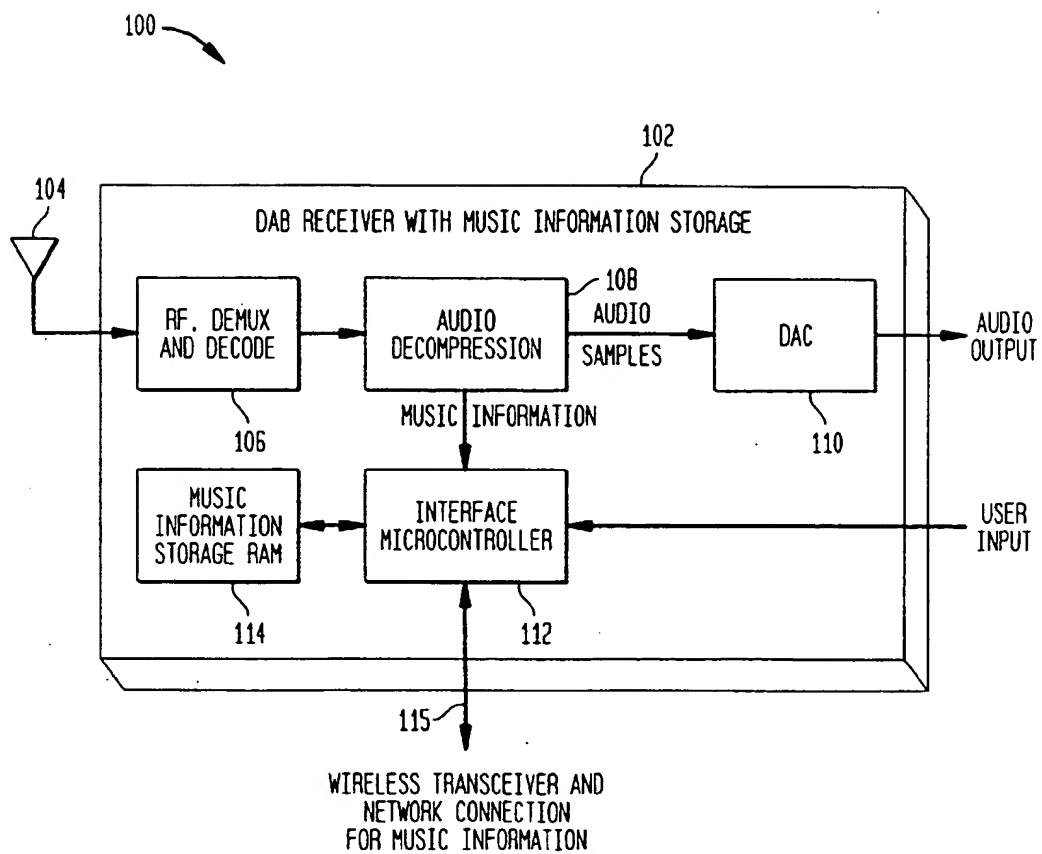 100
102
104
DAB RECEIVER WITH MUSIC INFORMATION STORAGE
108
RF, DEMUX
AND DECODE
AUDIO
DECOMPRESSION
AUDIO
SAMPLES
DAC
AUDIO
OUTPUT
106
MUSIC INFORMATION
110
MUSIC
INFORMATION
STORAGE RAM
INTERFACE
MICROCONTROLLER
USER
INPUT
114
112
115
WIRELESS TRANSCEIVER AND
NETWORK CONNECTION
FOR MUSIC INFORMATION